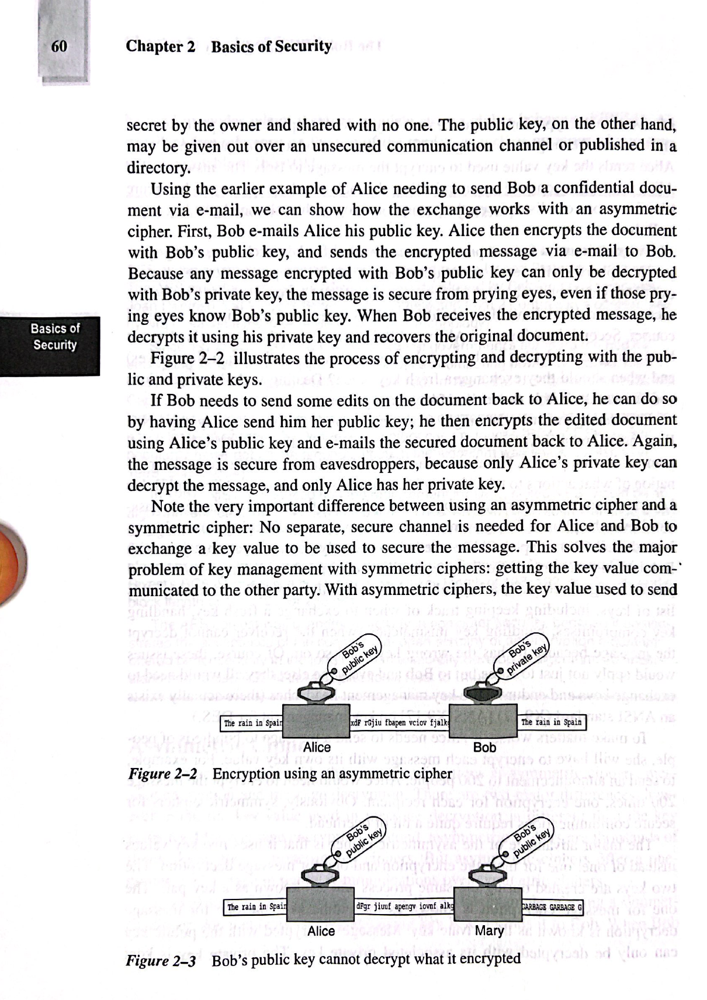 60
Chapter 2 Basics of Security
secret by the owner and shared with no one. The public key, on the other hand,
may be given out over an unsecured communication channel or published in a
directory.
Using the earlier example of Alice needing to send Bob a confidential docu-
ment via e-mail, we can show how the exchange works with an asymmetric
cipher. First, Bob e-mails Alice his public key. Alice then encrypts the document
with Bob's public key, and sends the encrypted message via e-mail to Bob.
Because any message encrypted with Bob's public key can only be decrypted
with Bob's private key, the message is secure from prying eyes, even if those pry-
ing eyes know Bob's public key. When Bob receives the encrypted message, he
decrypts it using his private key and recovers the original document.
Basics of
Security
Figure 2–2 illustrates the process of encrypting and decrypting with the pub-
lic and private keys.
If Bob needs to send some edits on the document back to Alice, he can do so
by having Alice send him her public key; he then encrypts the edited document
using Alice's public key and e-mails the secured document back to Alice. Again,
the message is secure from eavesdroppers, because only Alice's private key can
decrypt the message, and only Alice has her private key.
Note the very important difference between using an asymmetric cipher and a
symmetric cipher: No separate, secure channel is needed for Alice and Bob to
exchange a key value to be used to secure the message. This solves the major
problem of key management with symmetric ciphers: getting the key value com-
municated to the other party. With asymmetric ciphers, the key value used to send
Bob's
public key
Bob's
private key
The rain in Spain
xdF rGjiu fbapen vciov fjalk
The rain in Spain
Alice
Bob
Figure 2–2 Encryption using an asymmetric cipher
Bob's
public key
Bob's
public key
The rain in Spain
dFgr jiuuf apengv iovnf alkg
GARBAGE GARBAGE G
Alice
Mary
Figure 2–3 Bob's public key cannot decrypt what it encrypted